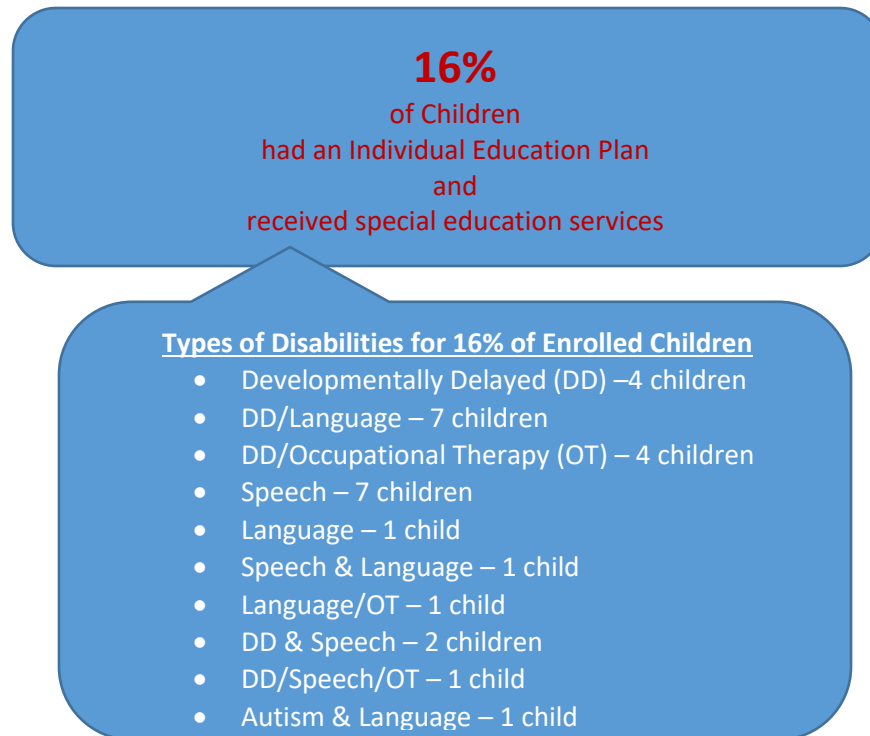 16%
of Children
had an Individual Education Plan
and
received special education services
Types of Disabilities for 16% of Enrolled Children
• Developmentally Delayed (DD) –4 children
• DD/Language – 7 children
• DD/Occupational Therapy (OT) – 4 children
• Speech – 7 children
• Language – 1 child
• Speech & Language – 1 child
• Language/OT – 1 child
• DD & Speech – 2 children
• DD/Speech/OT – 1 child
• Autism & Language – 1 child